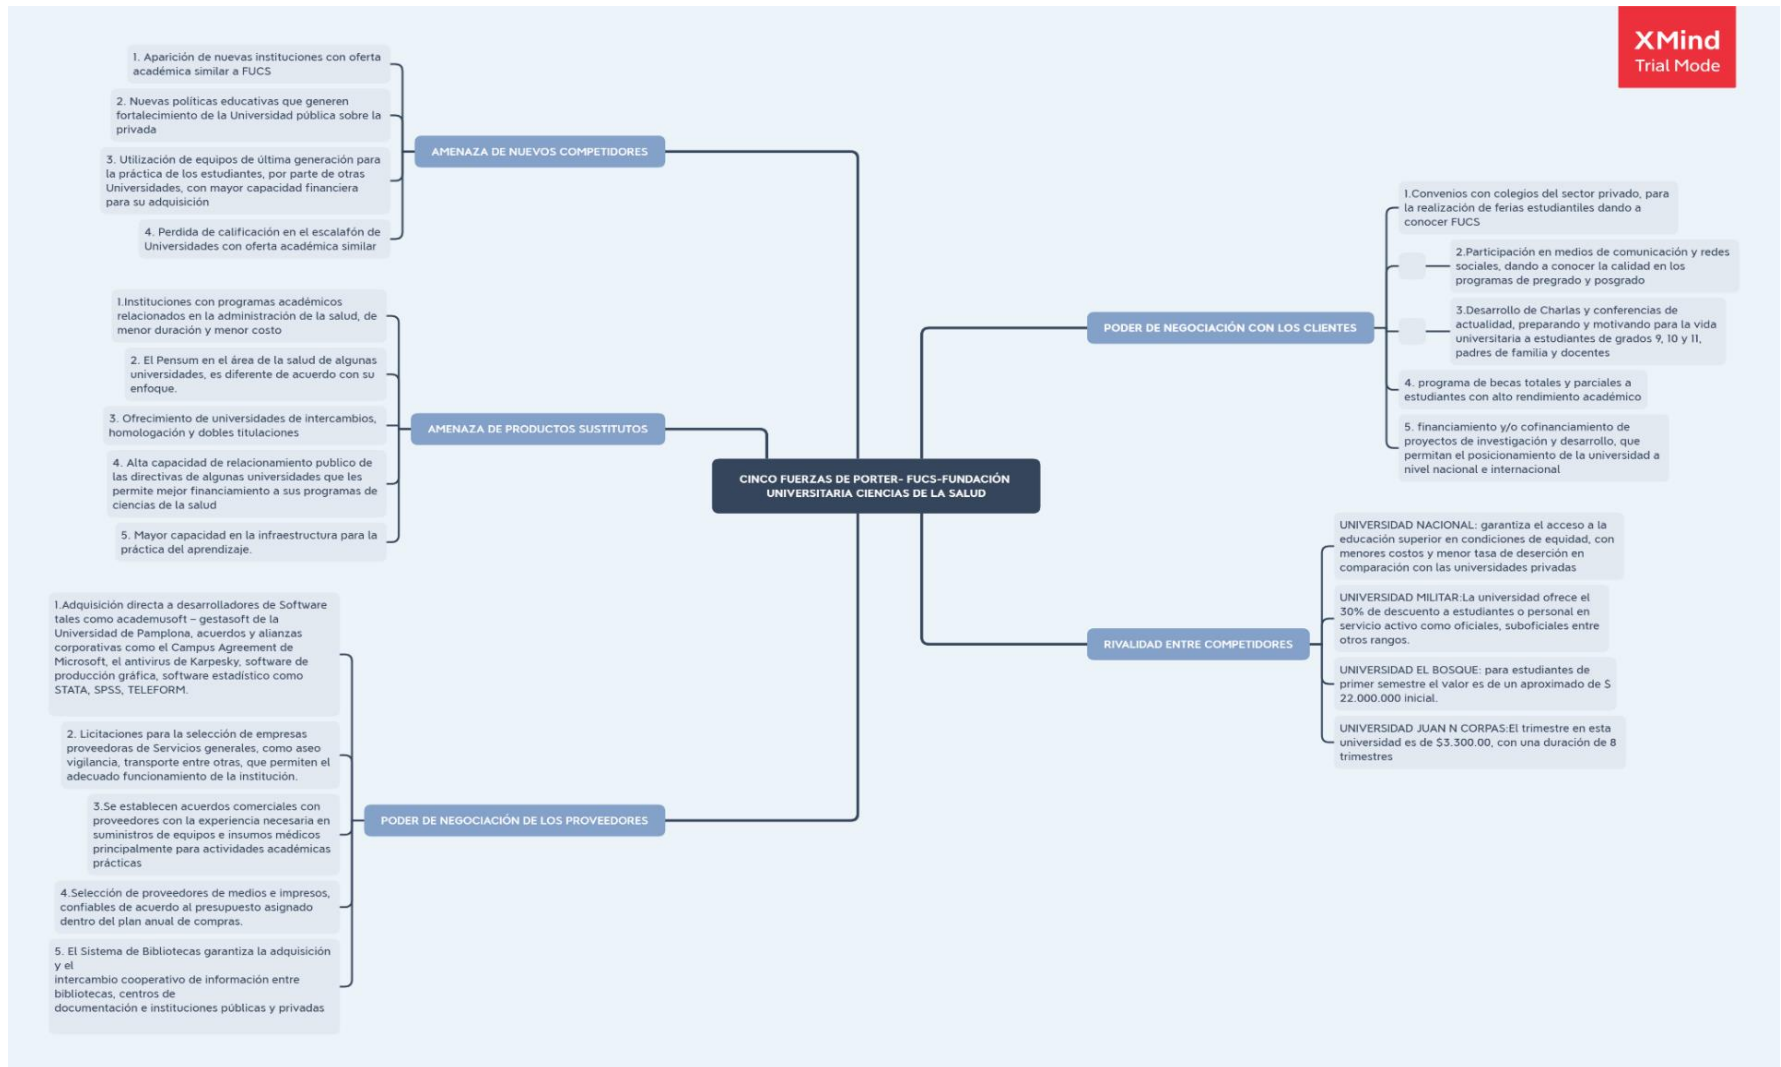 XMind
Trial Mode
1. Aparición de nuevas instituciones con oferta
académica similar a FUCS
2. Nuevas políticas educativas que generen
fortalecimiento de la Universidad pública sobre la
privada
3. Utilización de equipos de última generación para
la práctica de los estudiantes, por parte de otras
Universidades, con mayor capacidad financiera
para su adquisición
4. Perdida de calificación en el escalafón de
Universidades con oferta académica similar
AMENAZA DE NUEVOS COMPETIDORES
1.Instituciones con programas académicos
relacionados en la administración de la salud, de
menor duración y menor costo
2. El Pensum en el área de la salud de algunas
universidades, es diferente de acuerdo con su
enfoque.
3. Ofrecimiento de universidades de intercambios,
homologación y dobles titulaciones
4. Alta capacidad de relacionamiento publico de
las directivas de algunas universidades que les
permite mejor financiamiento a sus programas de
ciencias de la salud
5. Mayor capacidad en la infraestructura para la
práctica del aprendizaje.
AMENAZA DE PRODUCTOS SUSTITUTOS
1.Adquisición directa a desarrolladores de Software
tales como academusoft – gestasoft de la
Universidad de Pamplona, acuerdos y alianzas
corporativas como el Campus Agreement de
Microsoft, el antivirus de Karpesky, software de
producción gráfica, software estadístico como
STATA, SPSS, TELEFORM.
2. Licitaciones para la selección de empresas
proveedoras de Servicios generales, como aseo
vigilancia, transporte entre otras, que permiten el
adecuado funcionamiento de la institución.
3.Se establecen acuerdos comerciales con
proveedores con la experiencia necesaria en
suministros de equipos e insumos médicos
principalmente para actividades académicas
prácticas
4.Selección de proveedores de medios e impresos,
confiables de acuerdo al presupuesto asignado
dentro del plan anual de compras.
5. El Sistema de Bibliotecas garantiza la adquisición
y el
intercambio cooperativo de información entre
bibliotecas, centros de
documentación e instituciones públicas y privadas
PODER DE NEGOCIACIÓN DE LOS PROVEEDORES
CINCO FUERZAS DE PORTER- FUCS-FUNDACIÓN
UNIVERSITARIA CIENCIAS DE LA SALUD
PODER DE NEGOCIACIÓN CON LOS CLIENTES
1.Convenios con colegios del sector privado, para
la realización de ferias estudiantiles dando a
conocer FUCS
2.Participación en medios de comunicación y redes
sociales, dando a conocer la calidad en los
programas de pregrado y posgrado
3.Desarrollo de Charlas y conferencias de
actualidad, preparando y motivando para la vida
universitaria a estudiantes de grados 9, 10 y 11,
padres de familia y docentes
4. programa de becas totales y parciales a
estudiantes con alto rendimiento académico
5. financiamiento y/o cofinanciamiento de
proyectos de investigación y desarrollo, que
permitan el posicionamiento de la universidad a
nivel nacional e internacional
RIVALIDAD ENTRE COMPETIDORES
UNIVERSIDAD NACIONAL: garantiza el acceso a la
educación superior en condiciones de equidad, con
menores costos y menor tasa de deserción en
comparación con las universidades privadas
UNIVERSIDAD MILITAR:La universidad ofrece el
30% de descuento a estudiantes o personal en
servicio activo como oficiales, suboficiales entre
otros rangos.
UNIVERSIDAD EL BOSQUE: para estudiantes de
primer semestre el valor es de un aproximado de $
22.000.000 inicial.
UNIVERSIDAD JUAN N CORPAS:El trimestre en esta
universidad es de $3.300.00, con una duración de 8
trimestres